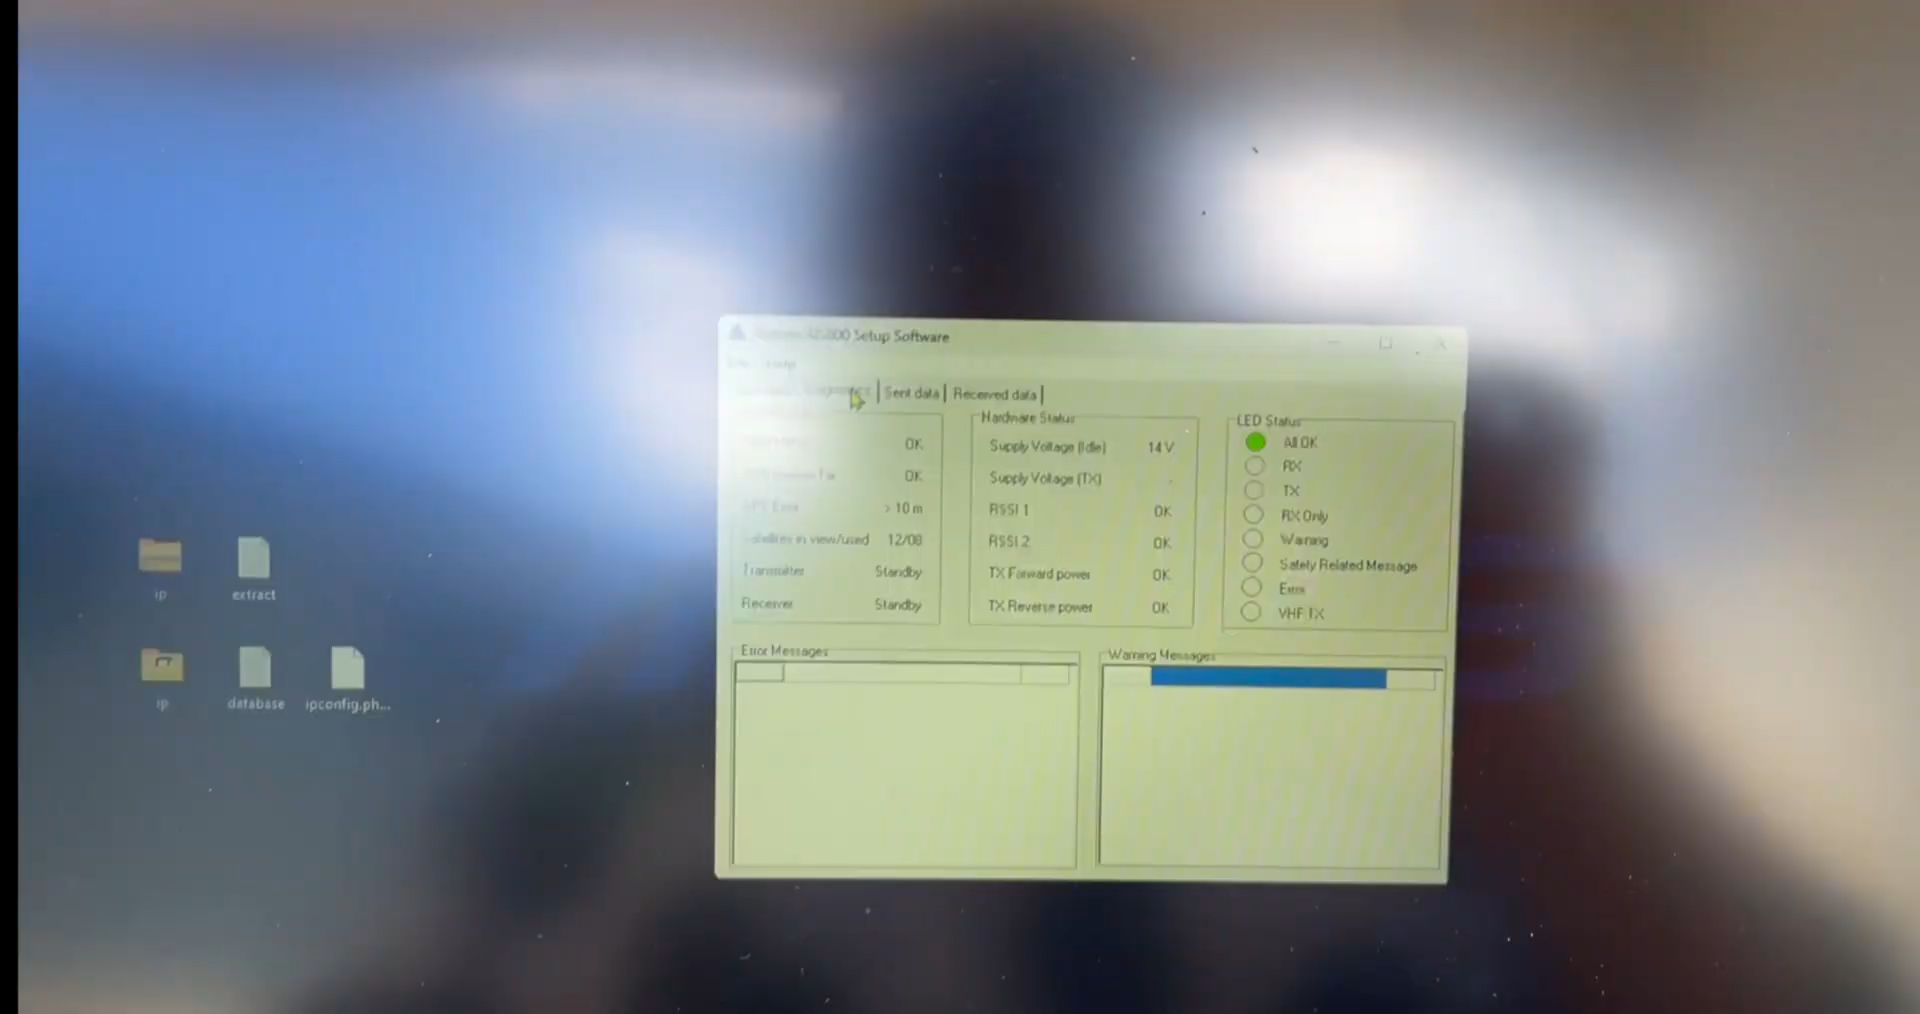 Setup Software
Help
Sent data
Received data
OK
OK
> 10 m
in view/used 12/08
Transmitter Standby
Receiver Standby
Hardware Status
Supply Voltage (Idle) 14 V
Supply Voltage (TX)
RSSI 1 OK
RSSI 2 OK
TX Forward power OK
TX Reverse power OK
LED Status
All OK
RX
TX
RX Only
Warning
Safety Related Message
Error
VHF TX
Error Messages
Warning Messages
ip
extract
ip
database
ipconfig.ph...